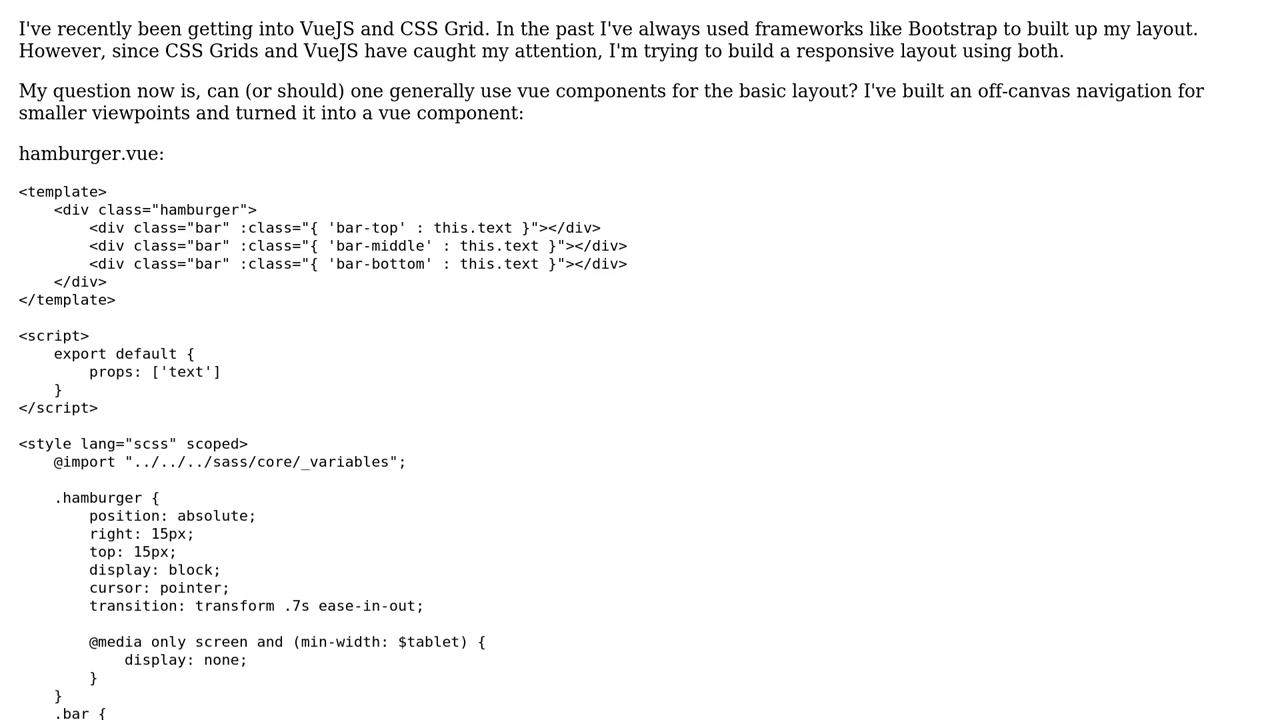 I've recently been getting into VueJS and CSS Grid. In the past I've always used frameworks like Bootstrap to built up my layout.
However, since CSS Grids and VueJS have caught my attention, I'm trying to build a responsive layout using both.
My question now is, can (or should) one generally use vue components for the basic layout? I've built an off-canvas navigation for
smaller viewpoints and turned it into a vue component:
hamburger.vue:
<template>
    <div class="hamburger">
        <div class="bar" :class="{ 'bar-top' : this.text }"></div>
        <div class="bar" :class="{ 'bar-middle' : this.text }"></div>
        <div class="bar" :class="{ 'bar-bottom' : this.text }"></div>
    </div>
</template>
<script>
    export default {
        props: ['text']
    }
</script>
<style lang="scss" scoped>
    @import "../../../sass/core/_variables";
    .hamburger {
        position: absolute;
        right: 15px;
        top: 15px;
        display: block;
        cursor: pointer;
        transition: transform .7s ease-in-out;
        @media only screen and (min-width: $tablet) {
            display: none;
        }
    }
    .bar {